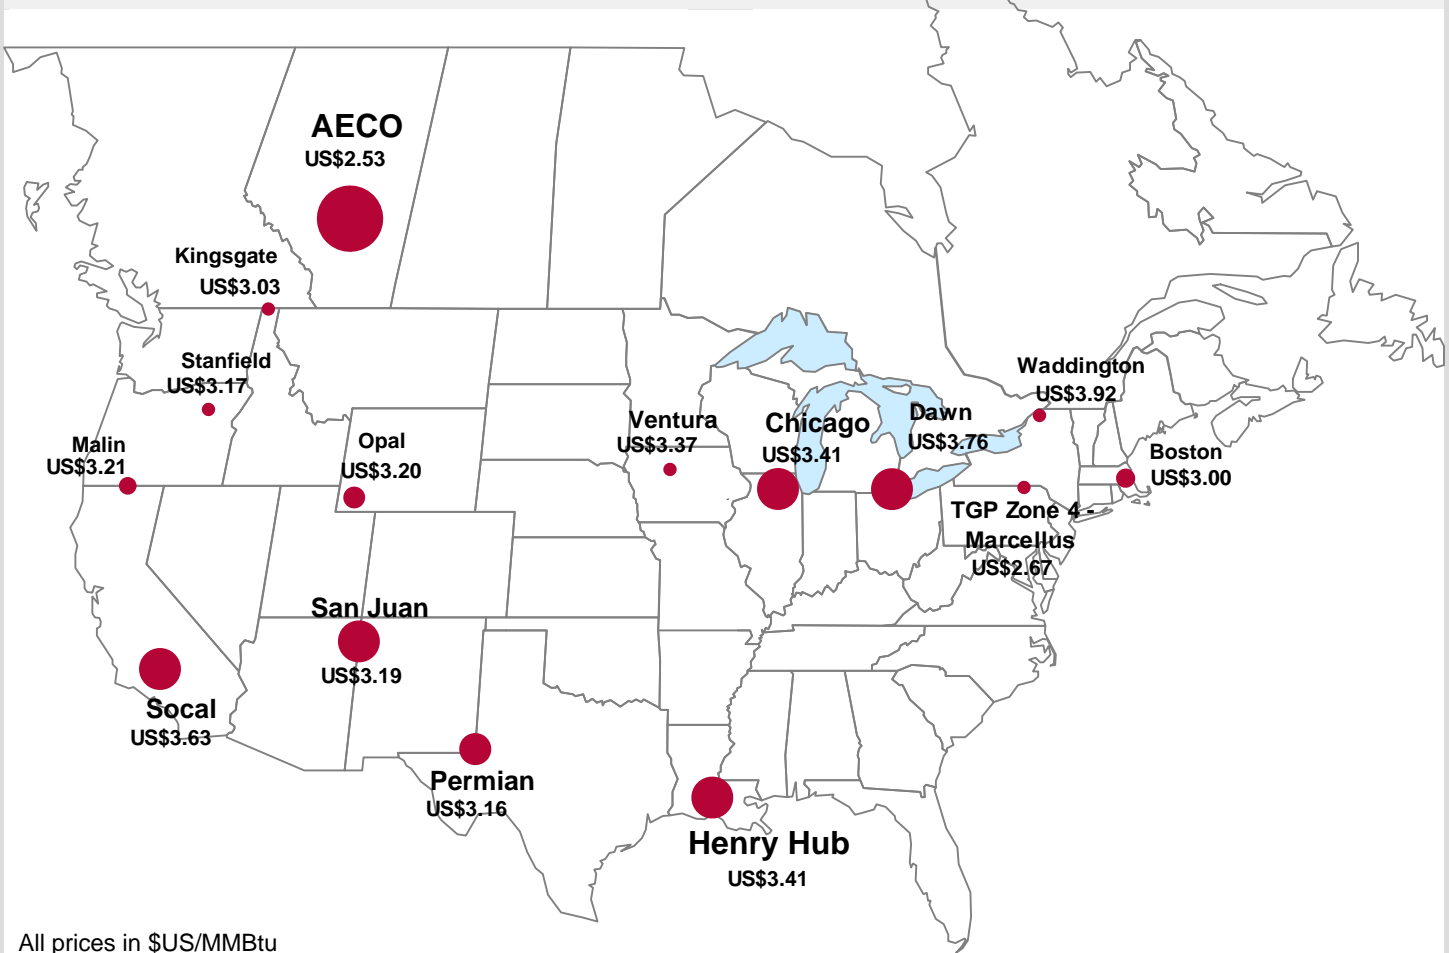 AECO
US$2.53
Kingsgate
US$3.03
Stanfield
US$3.17
Malin
US$3.21
Opal
US$3.20
Ventura
US$3.37
Chicago
US$3.41
Dawn
US$3.76
Waddington
US$3.92
Boston
US$3.00
TGP Zone 4 -
Marcellus
US$2.67
San Juan
US$3.19
Socal
US$3.63
Permian
US$3.16
Henry Hub
US$3.41
All prices in $US/MMBtu